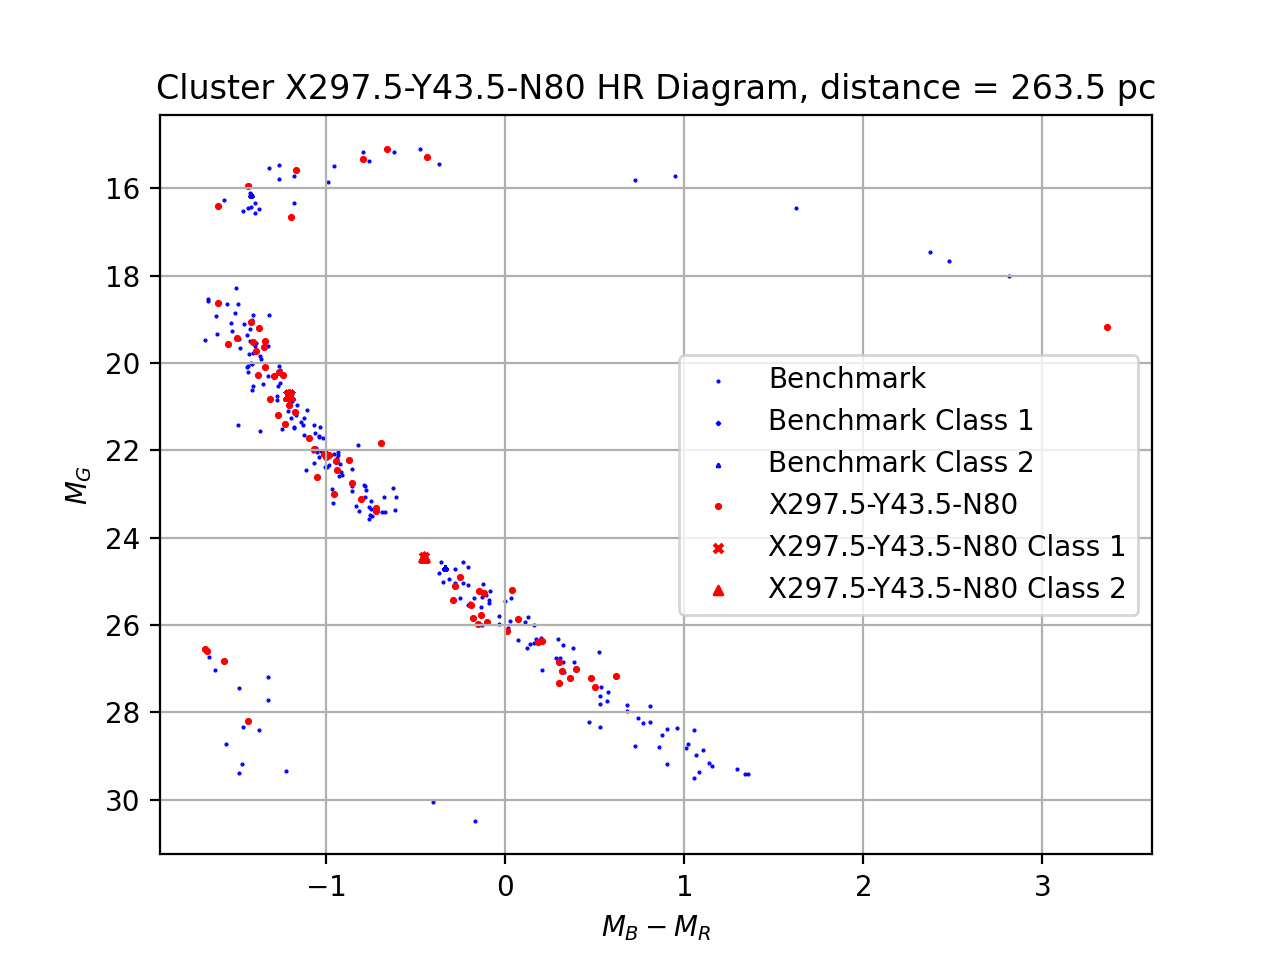 Cluster X297.5-Y43.5-N80 HR Diagram, distance = 263.5 pc
16
18
20
22
24
26
28
30
M_G
Benchmark
Benchmark Class 1
Benchmark Class 2
X297.5-Y43.5-N80
X297.5-Y43.5-N80 Class 1
X297.5-Y43.5-N80 Class 2
−1 0 1 2 3
M_B − M_R